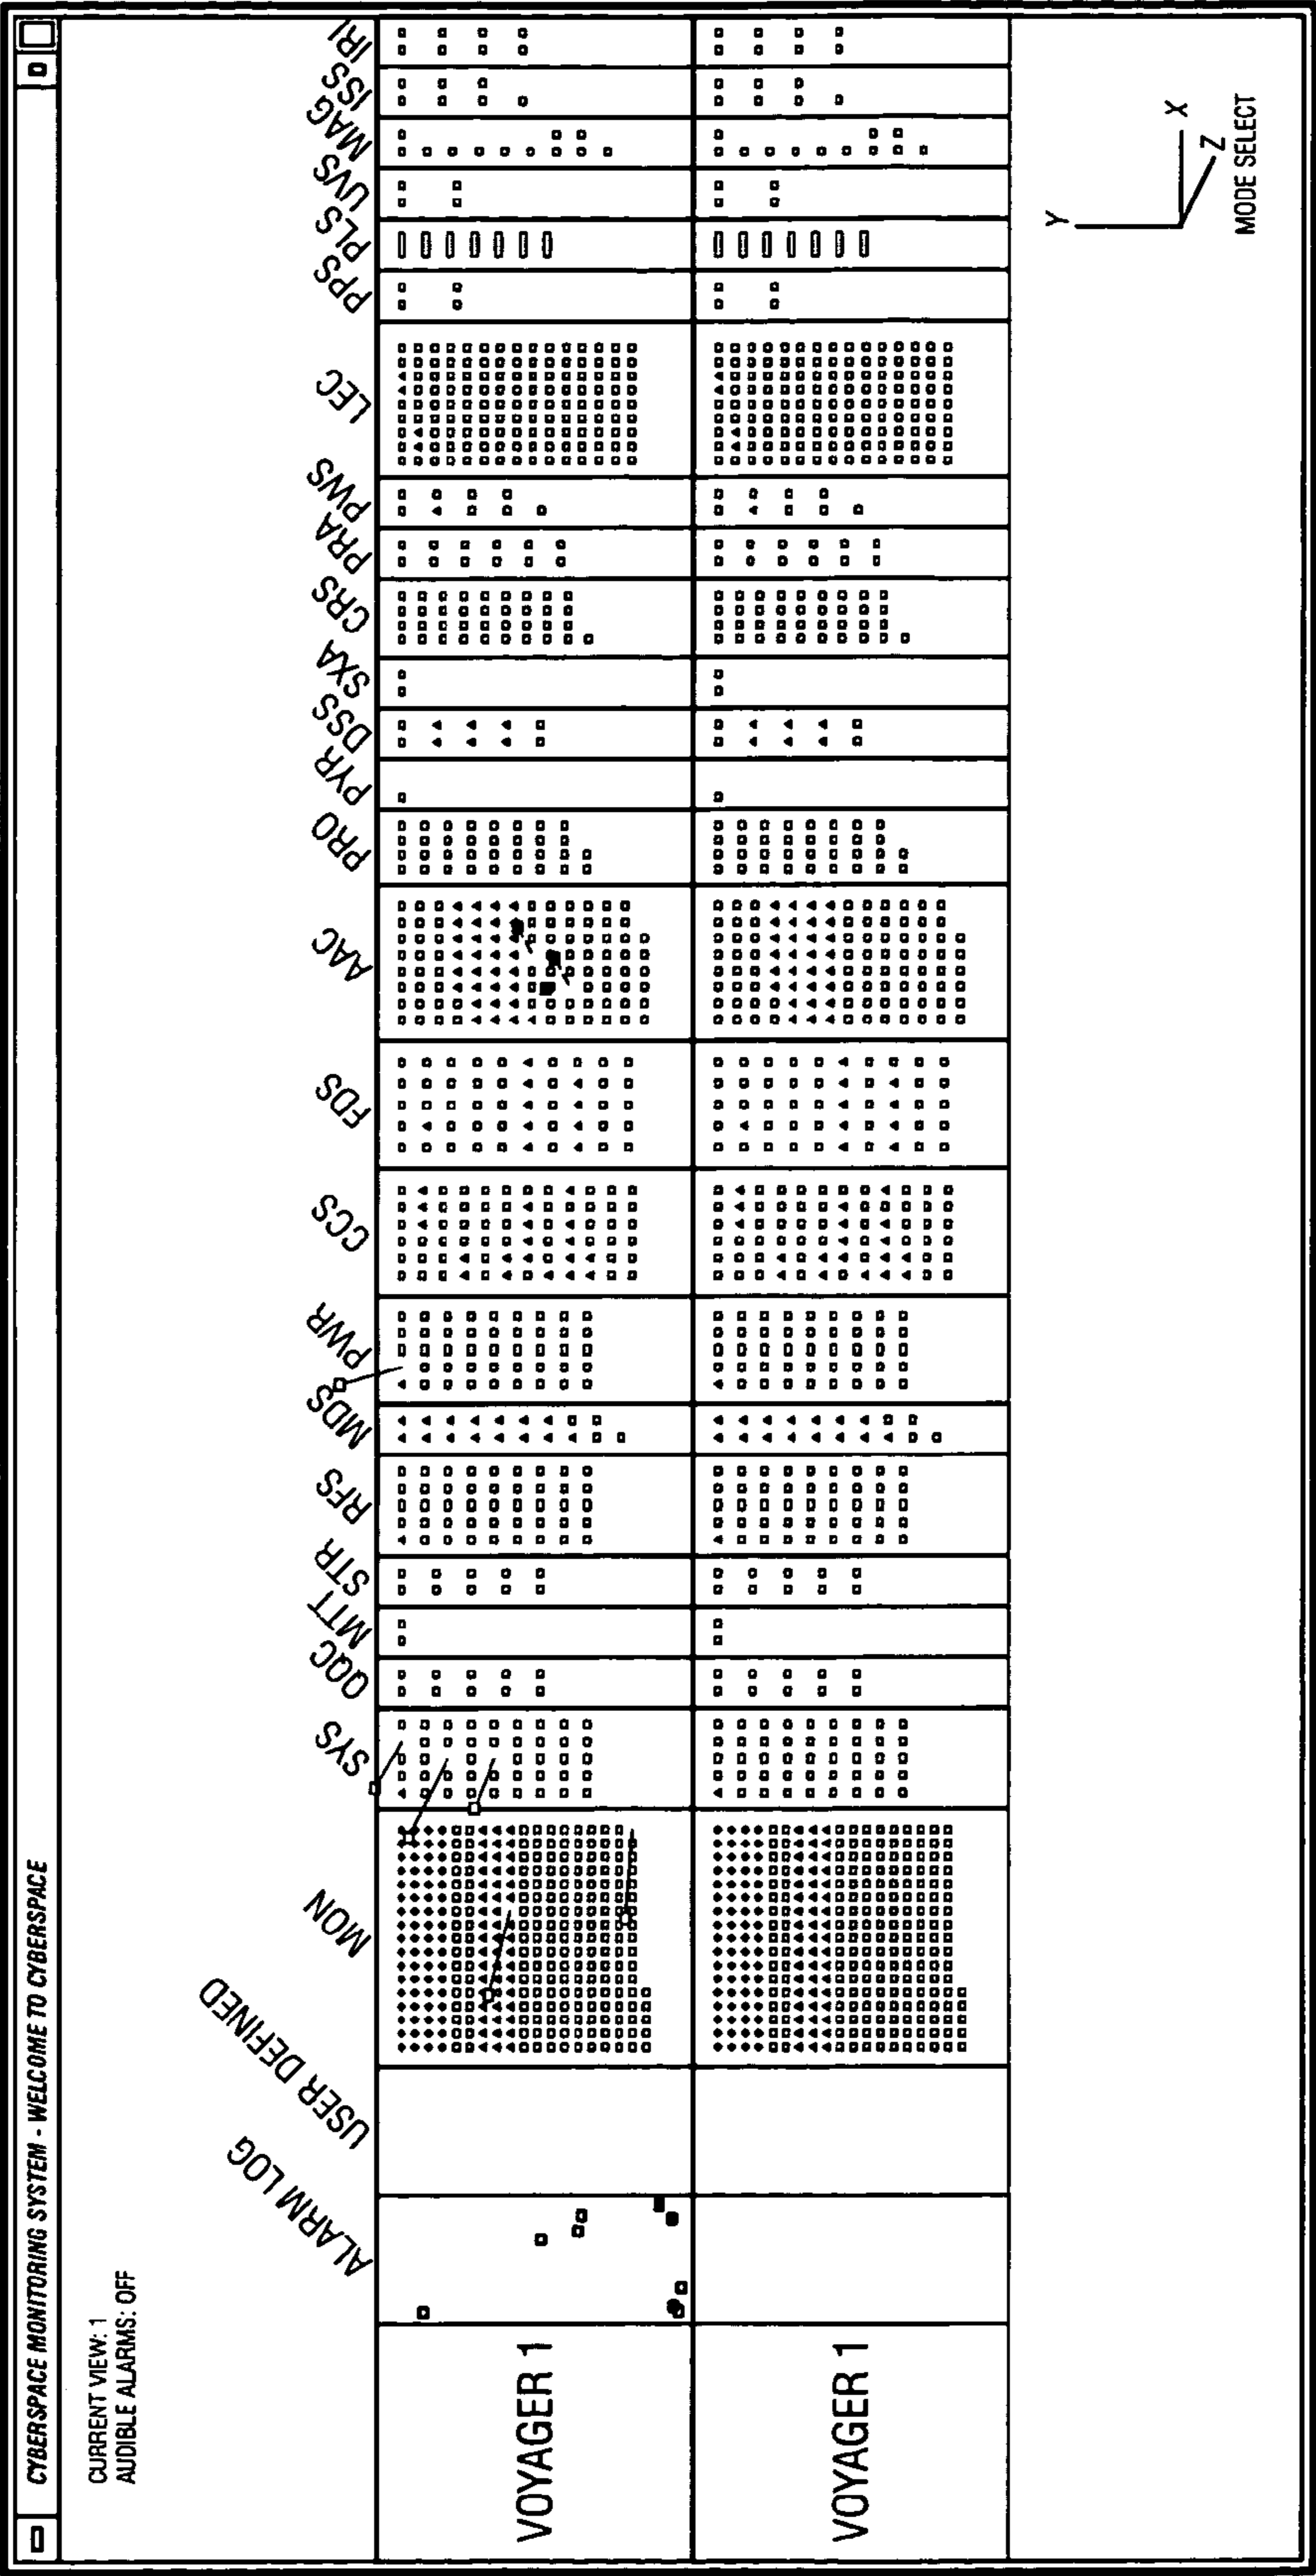 CYBERSPACE MONITORING SYSTEM - WELCOME TO CYBERSPACE
CURRENT VIEW: 1
AUDIBLE ALARMS: OFF
ALARM LOG
USER DEFINED
MON
SYS
QQC
MTT
STR
RFS
MDS
PWR
CCS
FDS
AAC
PRO
PYR
DSS
SXA
CRS
PRA
PWS
LEC
PPS
PLS
UVS
MAG
ISS
IRI
VOYAGER 1
VOYAGER 1
Y
X
Z
MODE SELECT